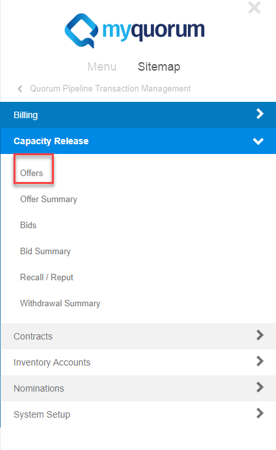 myquorum
Menu Sitemap
Quorum Pipeline Transaction Management
Billing
Capacity Release
Offers
Offer Summary
Bids
Bid Summary
Recall / Reput
Withdrawal Summary
Contracts
Inventory Accounts
Nominations
System Setup